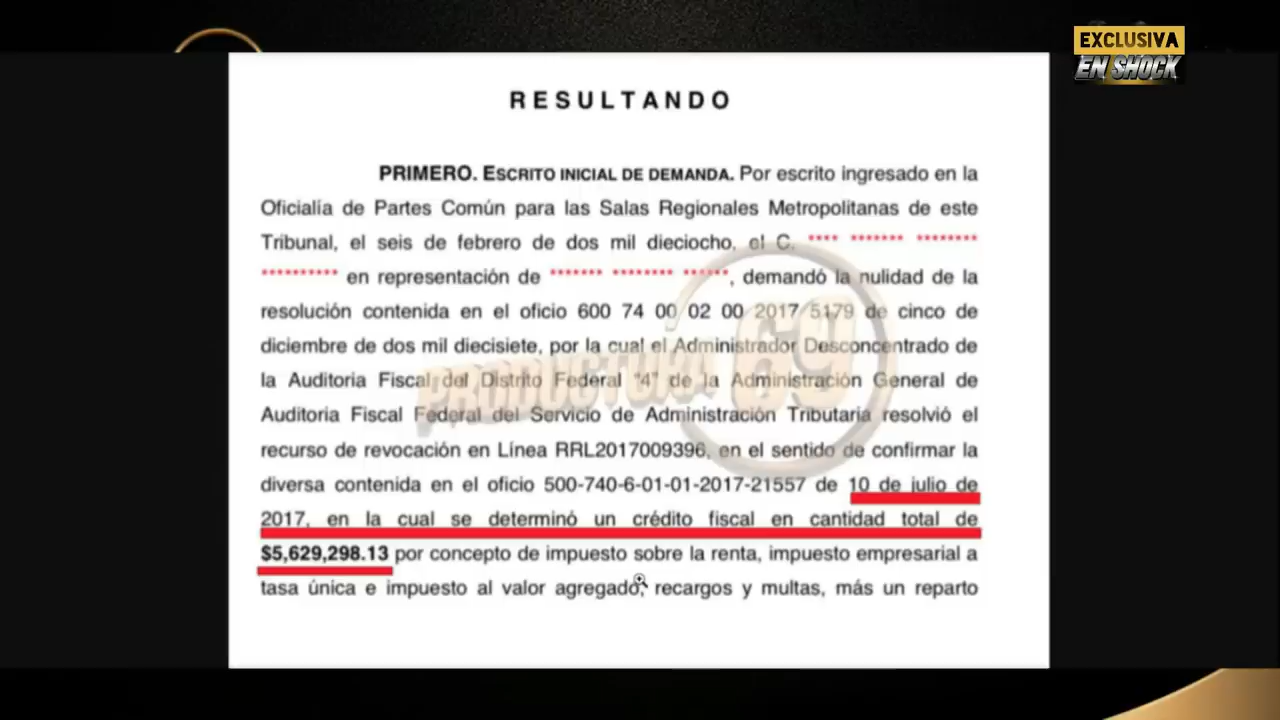 EXCLUSIVA
EN SHOCK
RESULTANDO
PRIMERO. ESCRITO INICIAL DE DEMANDA. Por escrito ingresado en la
Oficialía de Partes Común para las Salas Regionales Metropolitanas de este
Tribunal, el seis de febrero de dos mil dieciocho, el C. **** ******* ********
********** en representación de ******* ******** ******, demandó la nulidad de la
resolución contenida en el oficio 600 74 00 02 00 2017 5179 de cinco de
diciembre de dos mil diecisiete, por la cual el Administrador Desconcentrado de
la Auditoria Fiscal del Distrito Federal "4" de la Administración General de
Auditoria Fiscal Federal del Servicio de Administración Tributaria resolvió el
recurso de revocación en Línea RRL2017009396, en el sentido de confirmar la
diversa contenida en el oficio 500-740-6-01-01-2017-21557 de 10 de julio de
2017, en la cual se determinó un crédito fiscal en cantidad total de
$5,629,298.13 por concepto de impuesto sobre la renta, impuesto empresarial a
tasa única e impuesto al valor agregado, recargos y multas, más un reparto
PRODUCTORA 69